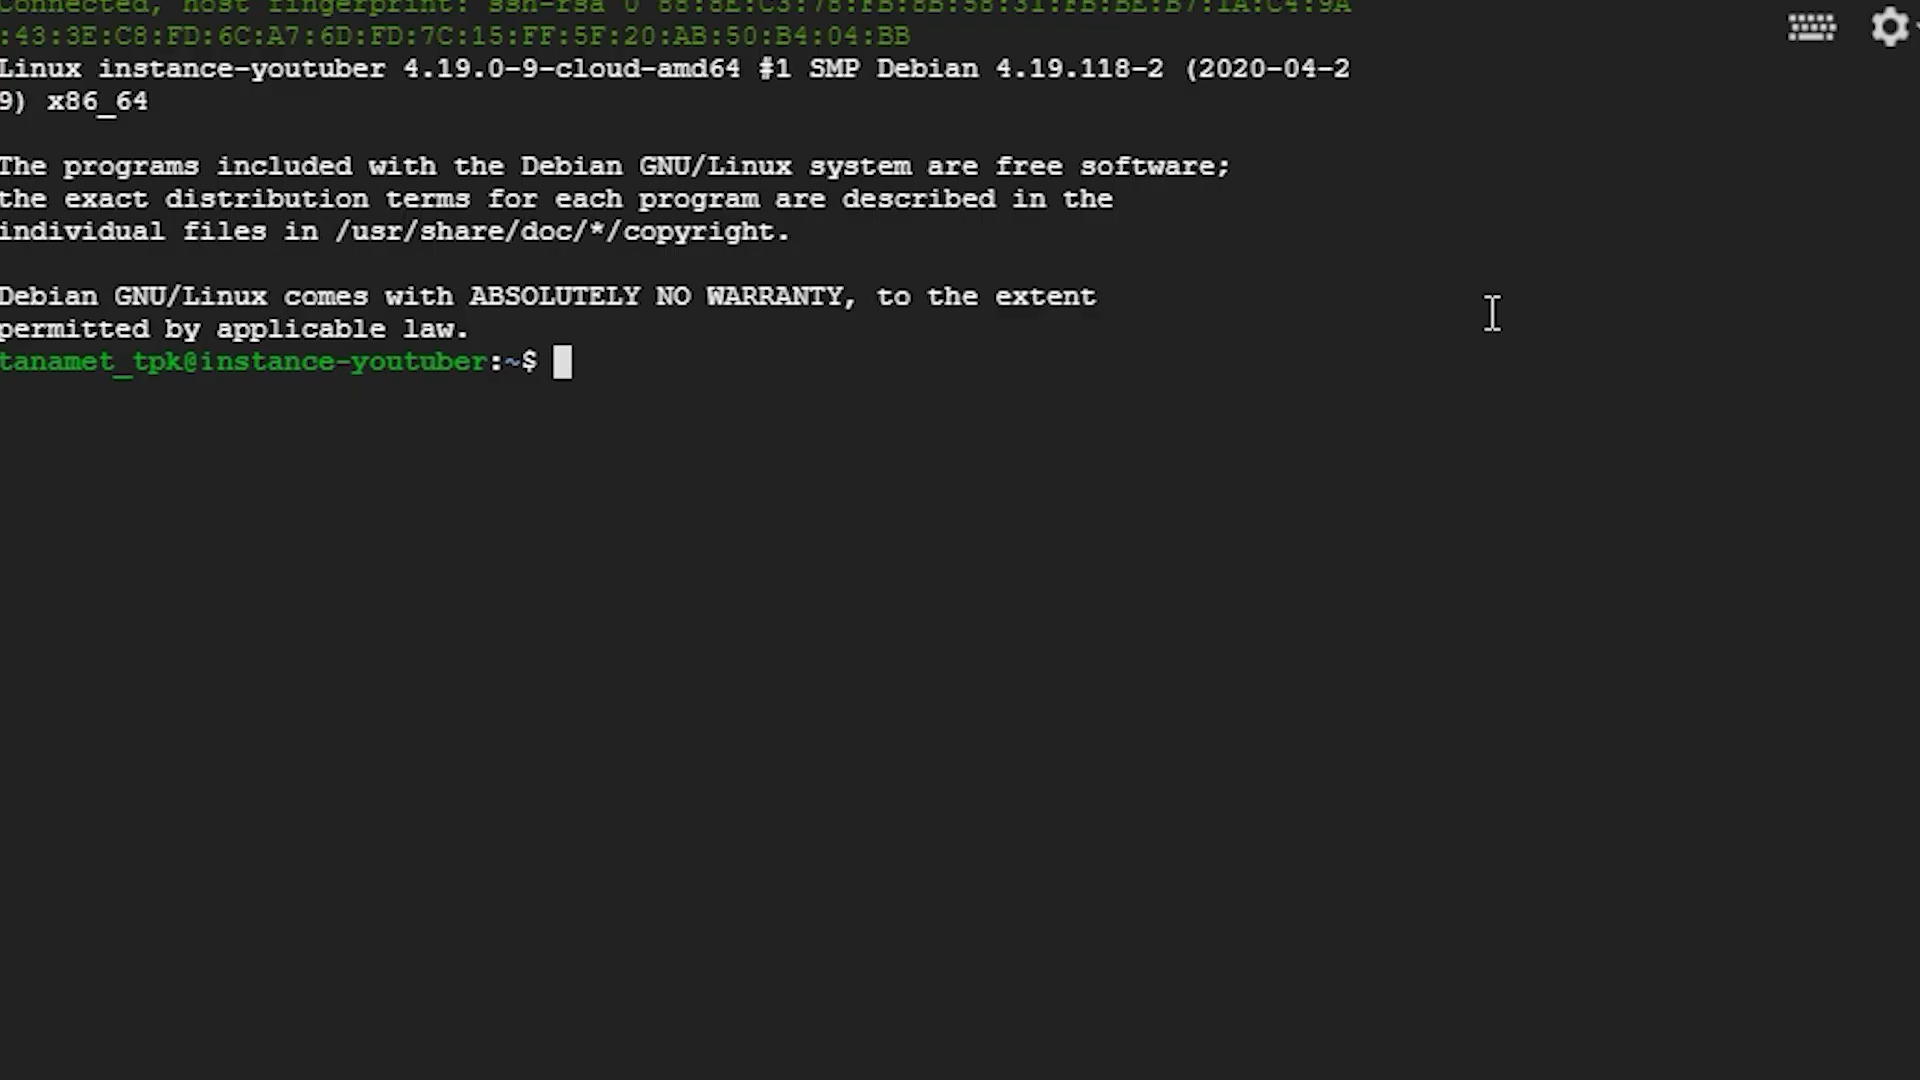 Connected, host fingerprint: ssh-rsa 0 88:8E:C3:78:FB:8B:58:31:FB:BE:B7:1A:C4:9A
:43:3E:C8:FD:6C:A7:6D:FD:7C:15:FF:5F:20:AB:50:B4:04:BB
Linux instance-youtuber 4.19.0-9-cloud-amd64 #1 SMP Debian 4.19.118-2 (2020-04-2
9) x86_64
The programs included with the Debian GNU/Linux system are free software;
the exact distribution terms for each program are described in the
individual files in /usr/share/doc/*/copyright.
Debian GNU/Linux comes with ABSOLUTELY NO WARRANTY, to the extent
permitted by applicable law.
tanamet_tpk@instance-youtuber:~$